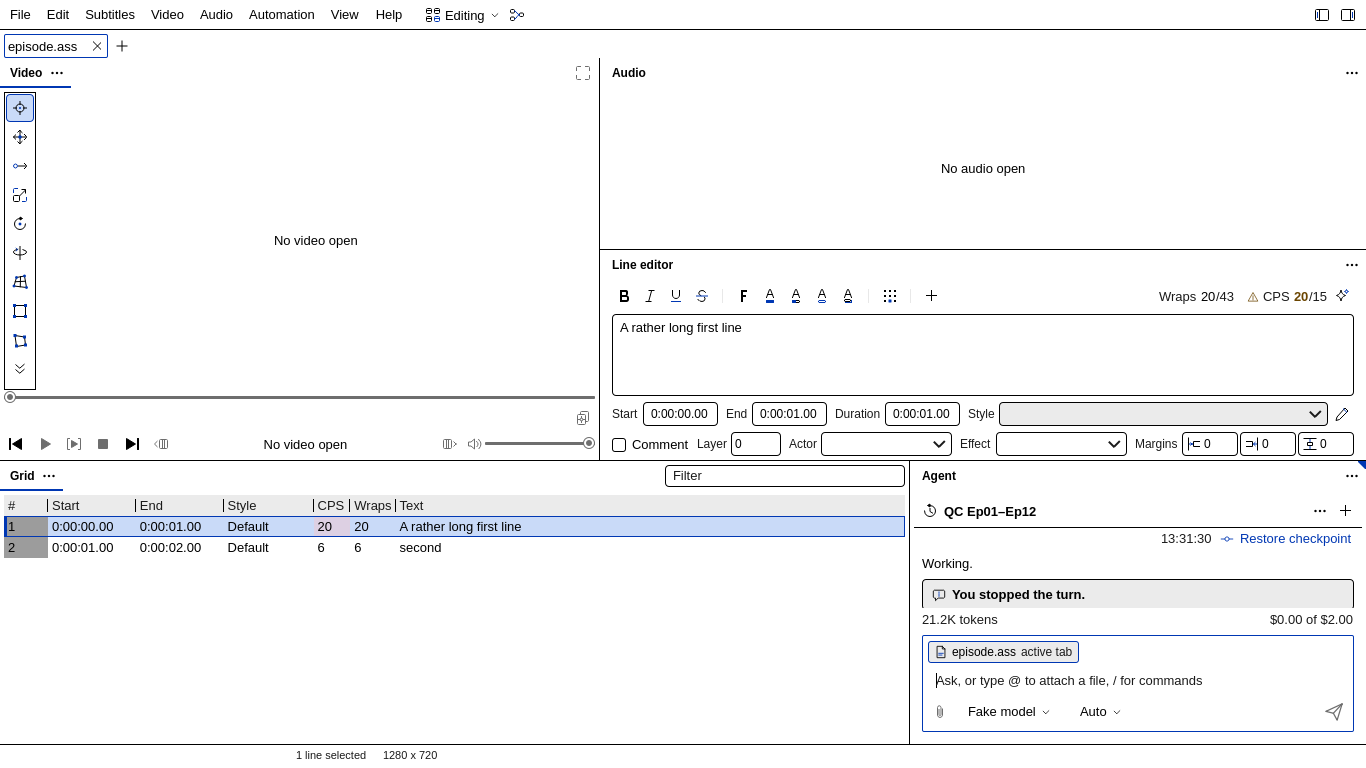 File Edit Subtitles Video Audio Automation View Help Editing
episode.ass
Video
No video open
No video open
Audio
No audio open
Line editor
B I U S F A A A A Wraps 20/43 CPS 20/15
A rather long first line
Start 0:00:00.00 End 0:00:01.00 Duration 0:00:01.00 Style
Comment Layer 0 Actor Effect Margins 0 0 0
Grid Filter
# Start End Style CPS Wraps Text
1 0:00:00.00 0:00:01.00 Default 20 20 A rather long first line
2 0:00:01.00 0:00:02.00 Default 6 6 second
Agent
QC Ep01–Ep12
13:31:30 Restore checkpoint
Working.
You stopped the turn.
21.2K tokens $0.00 of $2.00
episode.ass active tab
Ask, or type @ to attach a file, / for commands
Fake model Auto
1 line selected 1280 x 720